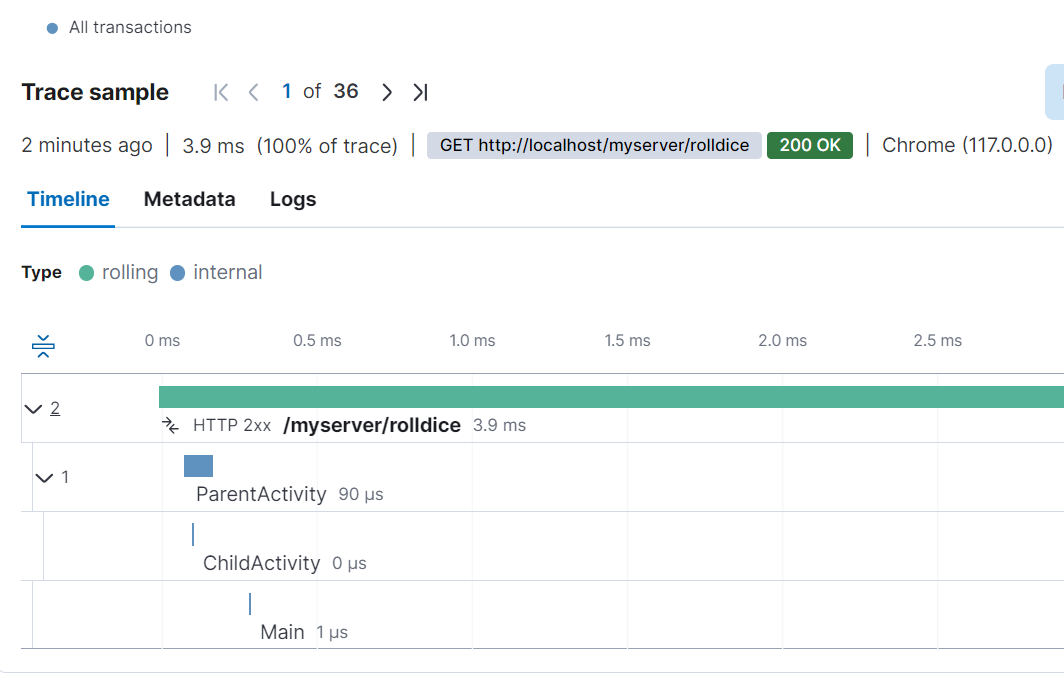 All transactions
Trace sample 1 of 36
2 minutes ago 3.9 ms (100% of trace) GET http://localhost/myserver/rolldice 200 OK Chrome (117.0.0.0)
Timeline Metadata Logs
Type rolling internal
0 ms 0.5 ms 1.0 ms 1.5 ms 2.0 ms 2.5 ms
2
HTTP 2xx /myserver/rolldice 3.9 ms
1
ParentActivity 90 μs
ChildActivity 0 μs
Main 1 μs